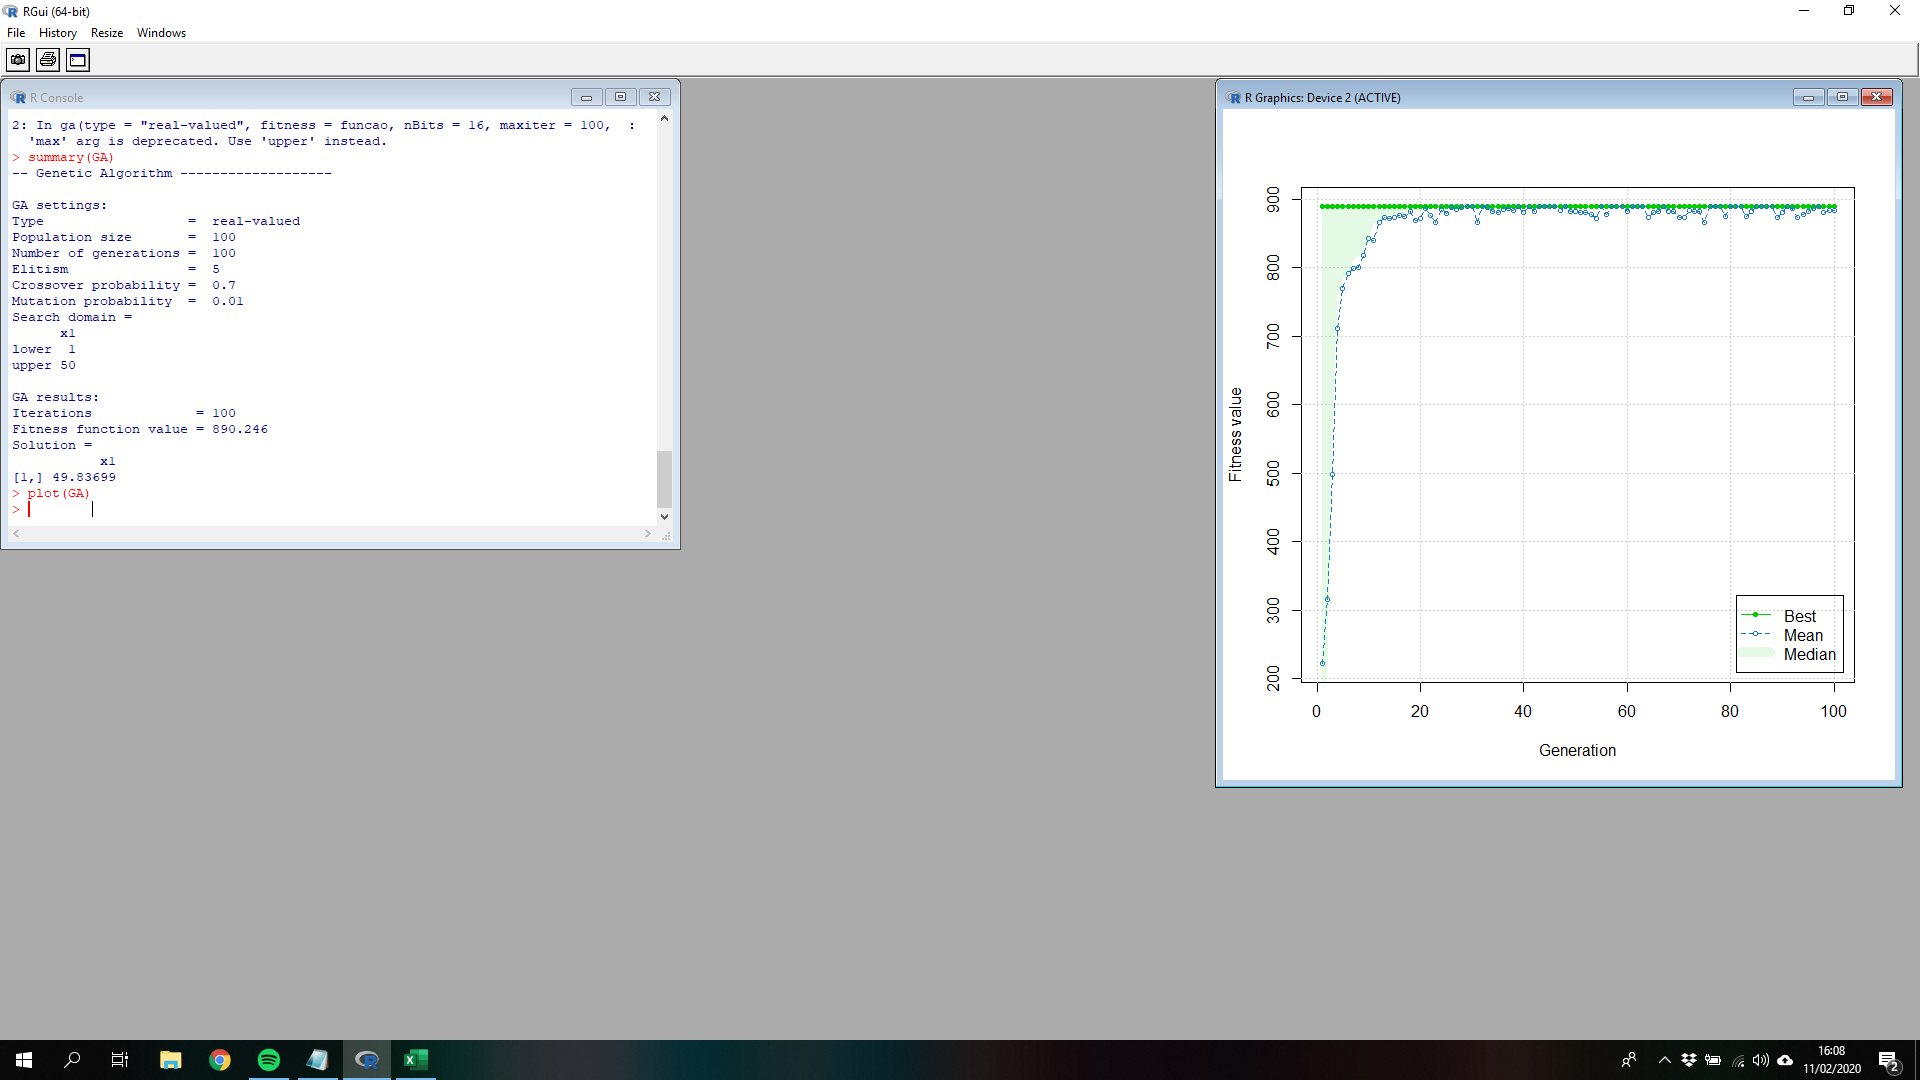 RGui (64-bit)
File History Resize Windows
R Console
2: In ga(type = "real-valued", fitness = funcao, nBits = 16, maxiter = 100,  :
  'max' arg is deprecated. Use 'upper' instead.
> summary(GA)
-- Genetic Algorithm -------------------
GA settings:
Type                  =  real-valued
Population size       =  100
Number of generations =  100
Elitism               =  5
Crossover probability =  0.7
Mutation probability  =  0.01
Search domain =
      x1
lower  1
upper 50
GA results:
Iterations             = 100
Fitness function value = 890.246
Solution =
           x1
[1,] 49.83699
> plot(GA)
>
R Graphics: Device 2 (ACTIVE)
900
800
700
600
500
400
300
200
Fitness value
Best
Mean
Median
0 20 40 60 80 100
Generation
16:08
11/02/2020
2